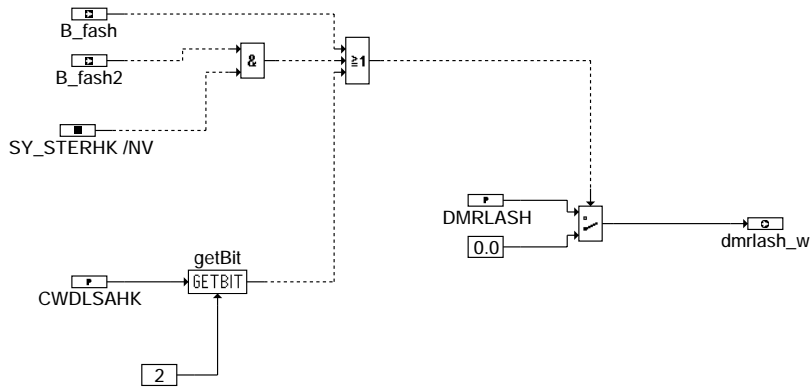 B_fash
B_fash2
&
≥1
SY_STERHK /NV
P
DMRLASH
0.0
dmrlash_w
getBit
P
GETBIT
CWDLSAHK
2